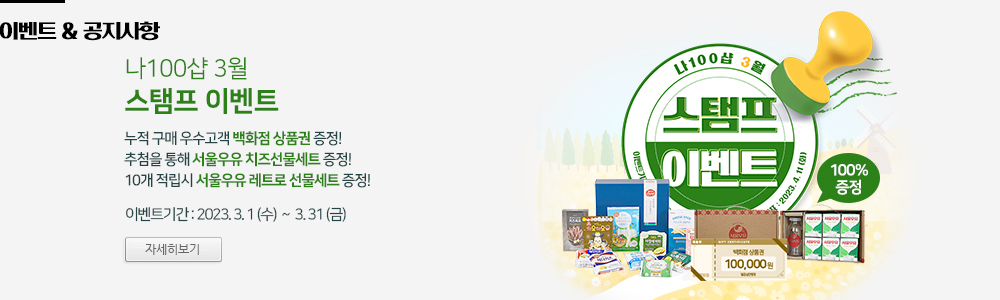 이벤트 & 공지사항
나100샵 3월
스탬프 이벤트
누적 구매 우수고객 백화점 상품권 증정!
추첨을 통해 서울우유 치즈선물세트 증정!
10개 적립시 서울우유 레트로 선물세트 증정!
이벤트기간 : 2023. 3. 1 (수) ~ 3. 31 (금)
자세히보기
나100샵 3월
스탬프
이벤트
: 2023. 4. 11 (화)
100%
증정
서울우유
GIFT CERTIFICATE
백화점 상품권
100,000원